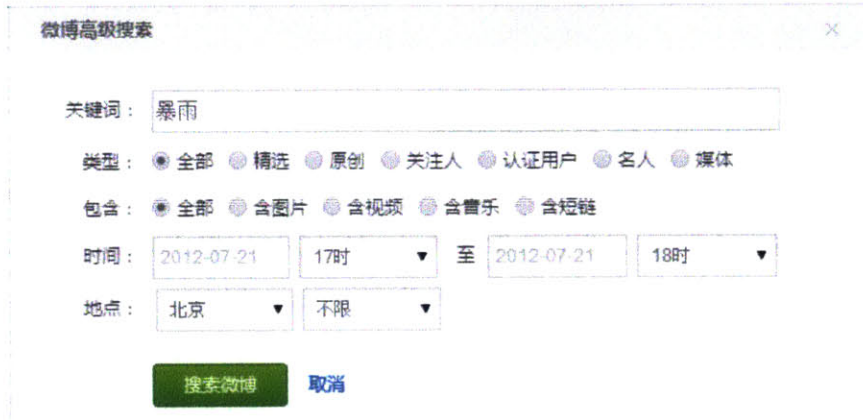 微博高级搜索
关键词： 暴雨
类型： 全部 精选 原创 关注人 认证用户 名人 媒体
包含： 全部 含图片 含视频 含音乐 含短链
时间： 2012-07-21 17时 至 2012-07-21 18时
地点： 北京 不限
搜索微博 取消